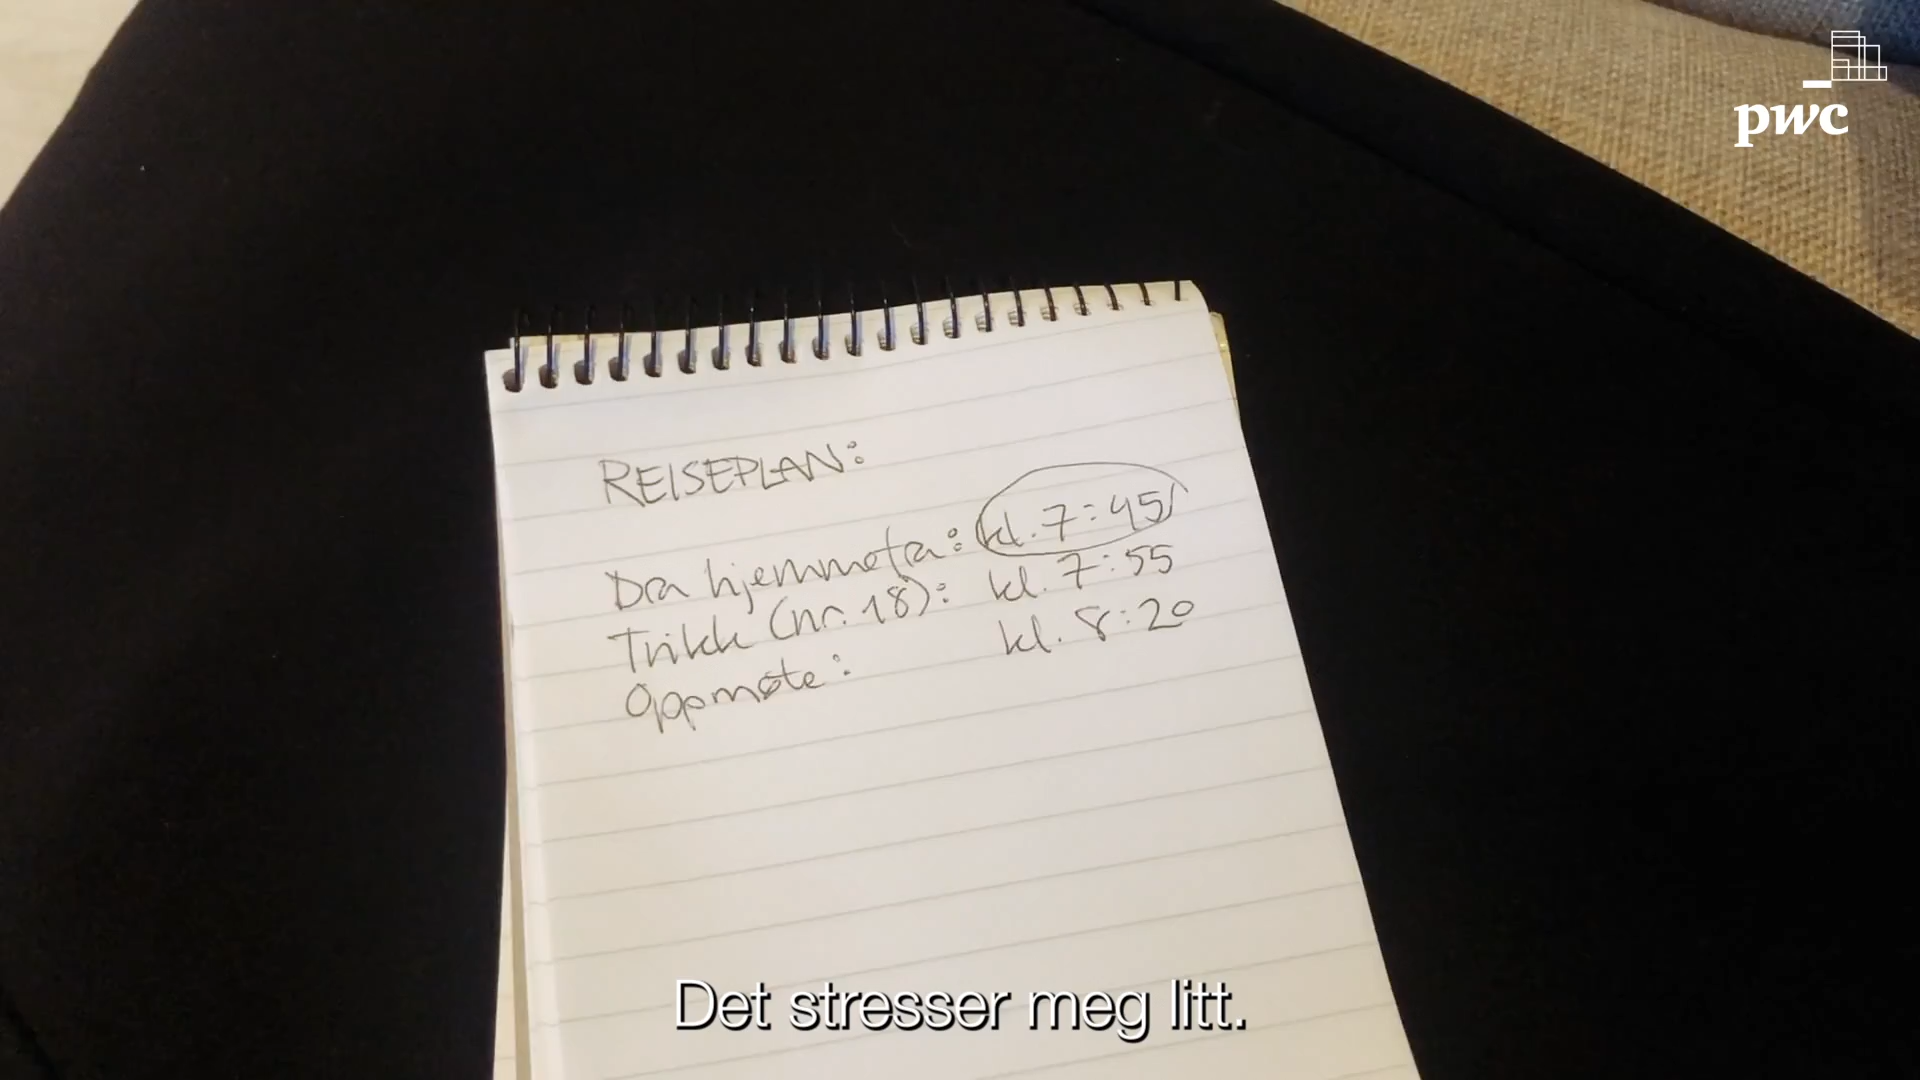 pwc
REISEPLAN:
Dra hjemmefra: kl. 7:45
Trikk (nr. 18): kl. 7:55
Oppmøte: kl. 8:20
Det stresser meg litt.